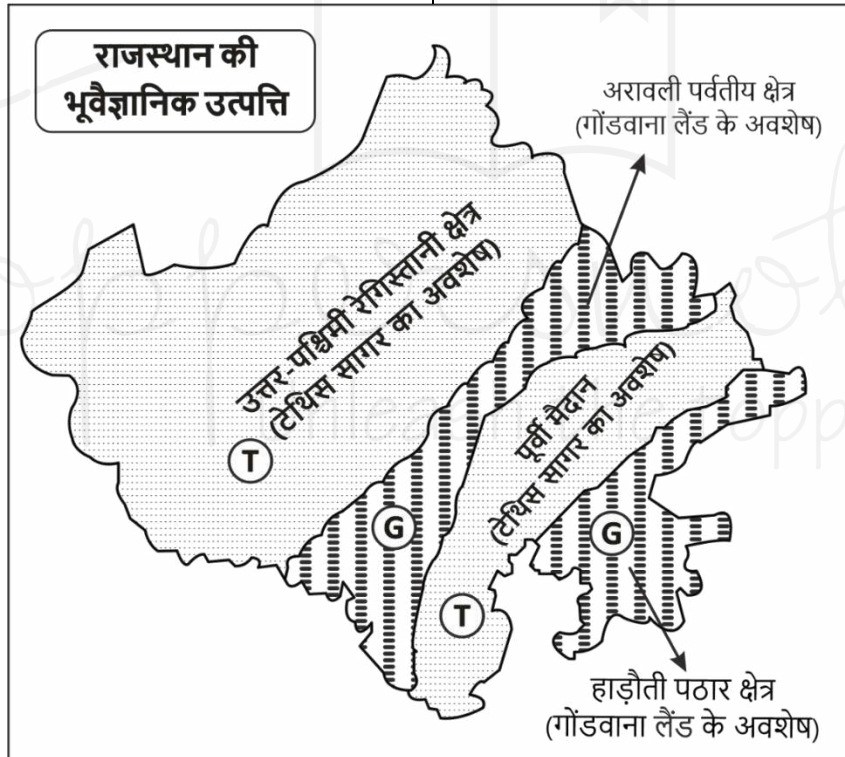 राजस्थान की
भूवैज्ञानिक उत्पत्ति
अरावली पर्वतीय क्षेत्र
(गोंडवाना लैंड के अवशेष)
उत्तर-पश्चिमी रेगिस्तानी क्षेत्र
(टेथिस सागर का अवशेष)
T
G
पूर्वी मैदान
(टेथिस सागर का अवशेष)
T
G
हाड़ौती पठार क्षेत्र
(गोंडवाना लैंड के अवशेष)